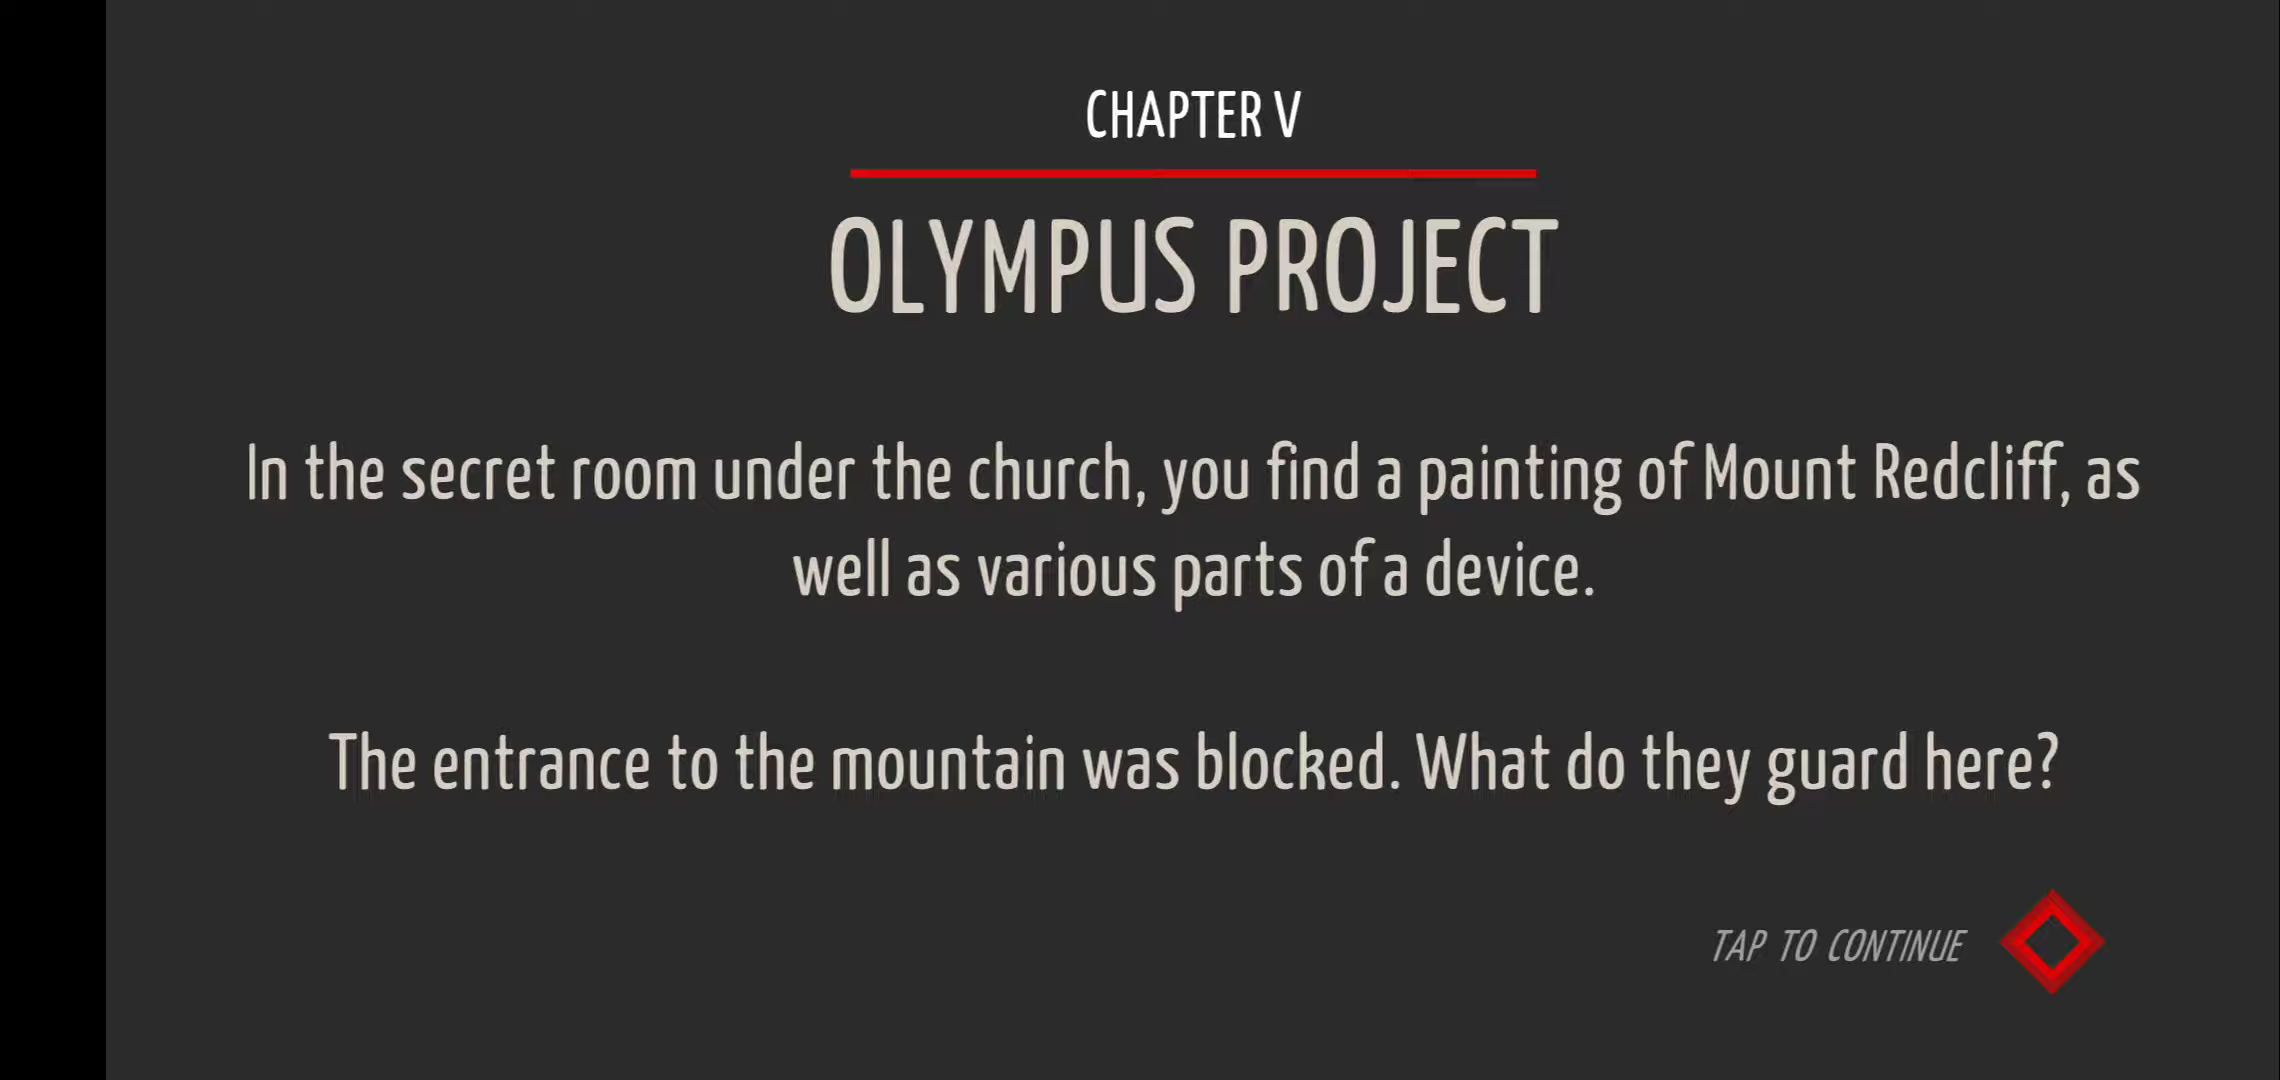 CHAPTER V
OLYMPUS PROJECT
In the secret room under the church, you find a painting of Mount Redcliff, as
well as various parts of a device.
The entrance to the mountain was blocked. What do they guard here?
TAP TO CONTINUE